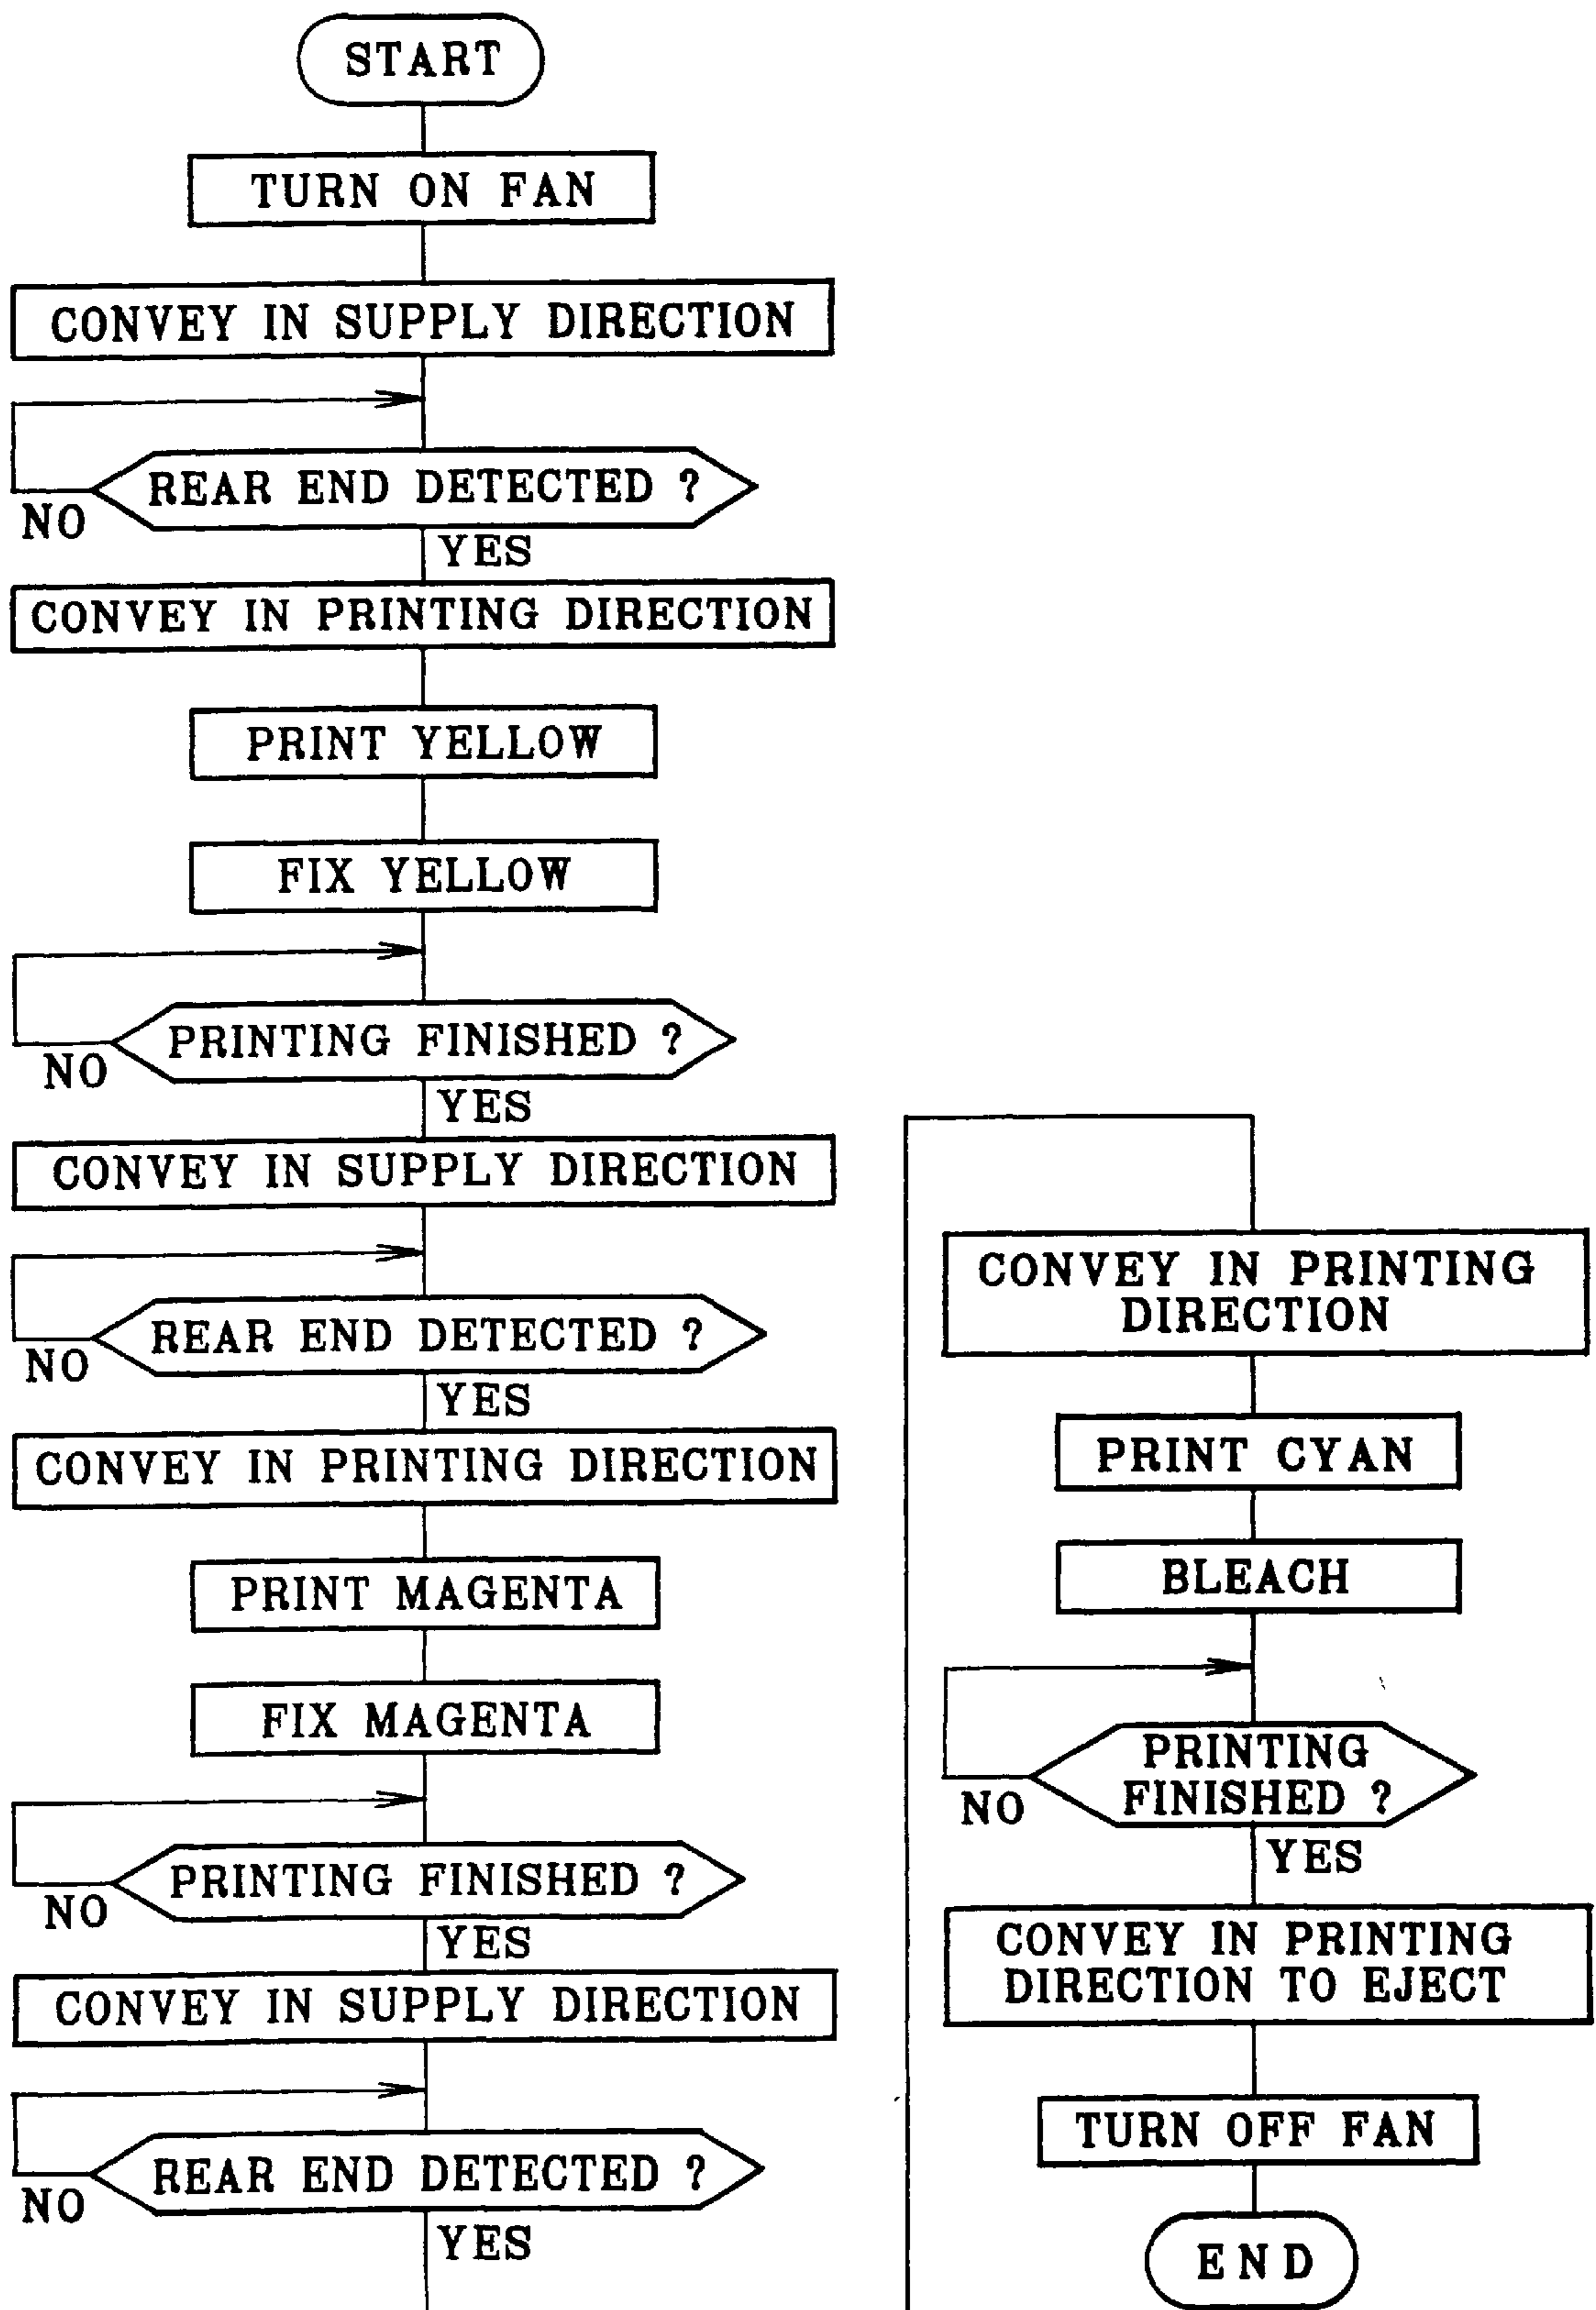 START
TURN ON FAN
CONVEY IN SUPPLY DIRECTION
REAR END DETECTED ?
NO
YES
CONVEY IN PRINTING DIRECTION
PRINT YELLOW
FIX YELLOW
PRINTING FINISHED ?
NO
YES
CONVEY IN SUPPLY DIRECTION
REAR END DETECTED ?
NO
YES
CONVEY IN PRINTING DIRECTION
PRINT MAGENTA
FIX MAGENTA
PRINTING FINISHED ?
NO
YES
CONVEY IN SUPPLY DIRECTION
REAR END DETECTED ?
NO
YES
CONVEY IN PRINTING
DIRECTION
PRINT CYAN
BLEACH
PRINTING
FINISHED ?
NO
YES
CONVEY IN PRINTING
DIRECTION TO EJECT
TURN OFF FAN
END